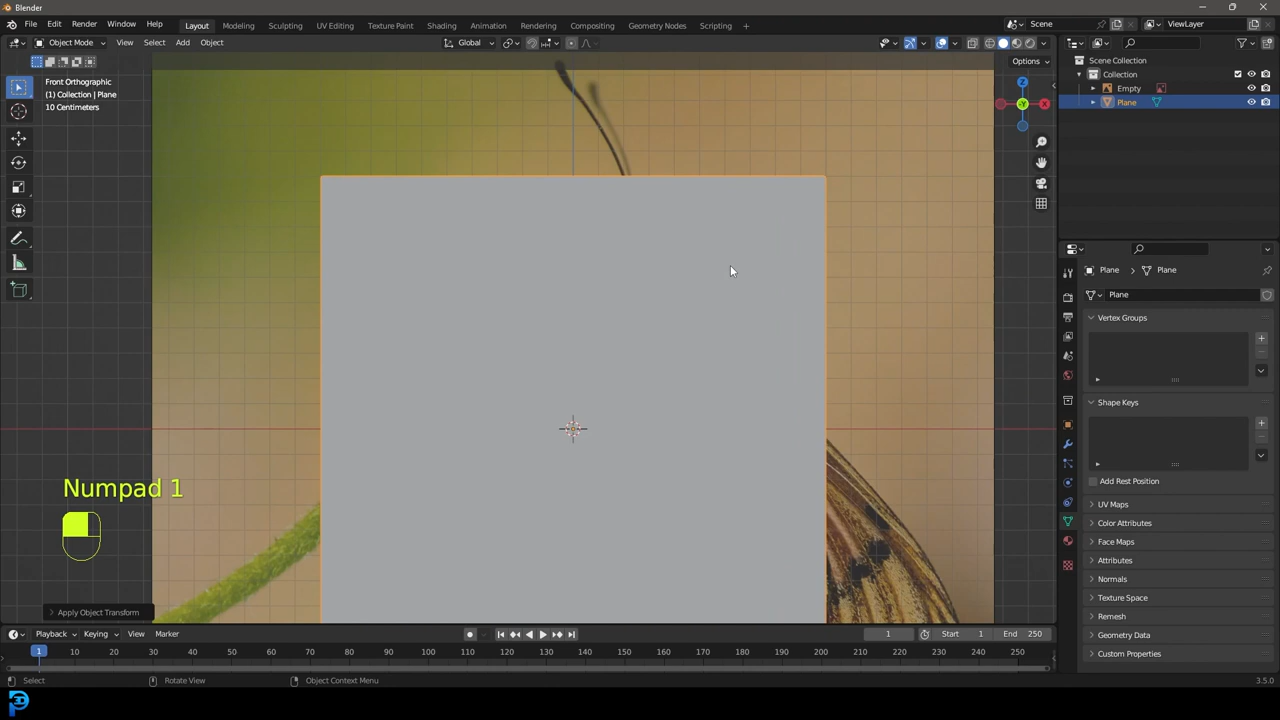 Blender
File Edit Render Window Help Layout Modeling Sculpting UV Editing Texture Paint Shading Animation Rendering Compositing Geometry Nodes Scripting + Scene ViewLayer
Object Mode View Select Add Object Global
Options
Front Orthographic
(1) Collection | Plane
10 Centimeters
Z
Y
X
Scene Collection
Collection
Empty
Plane
Plane > Plane
Plane
Vertex Groups
Shape Keys
Add Rest Position
UV Maps
Color Attributes
Face Maps
Attributes
Normals
Texture Space
Remesh
Geometry Data
Custom Properties
Numpad 1
Apply Object Transform
Playback Keying View Marker 1 Start 1 End 250
1 10 20 30 40 50 60 70 80 90 100 110 120 130 140 150 160 170 180 190 200 210 220 230 240 250
Select Rotate View Object Context Menu 3.5.0